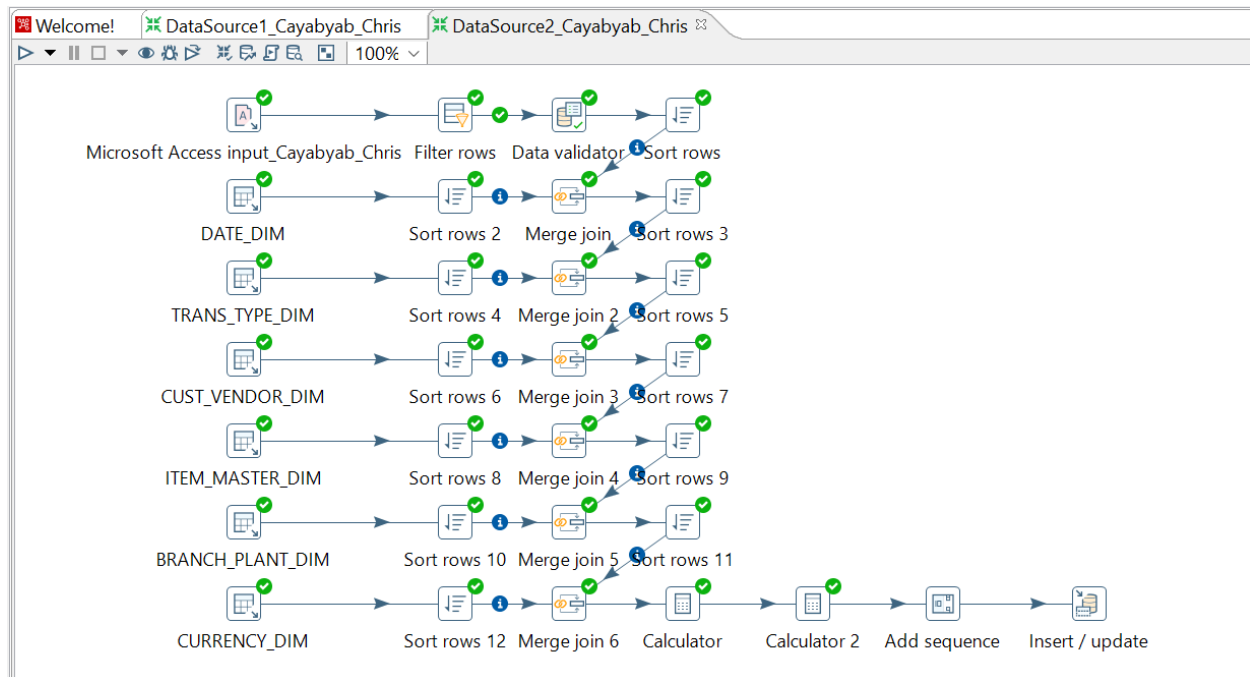 Welcome! DataSource1_Cayabyab_Chris DataSource2_Cayabyab_Chris
100%
Microsoft Access input_Cayabyab_Chris Filter rows Data validator Sort rows
DATE_DIM Sort rows 2 Merge join Sort rows 3
TRANS_TYPE_DIM Sort rows 4 Merge join 2 Sort rows 5
CUST_VENDOR_DIM Sort rows 6 Merge join 3 Sort rows 7
ITEM_MASTER_DIM Sort rows 8 Merge join 4 Sort rows 9
BRANCH_PLANT_DIM Sort rows 10 Merge join 5 Sort rows 11
CURRENCY_DIM Sort rows 12 Merge join 6 Calculator Calculator 2 Add sequence Insert / update